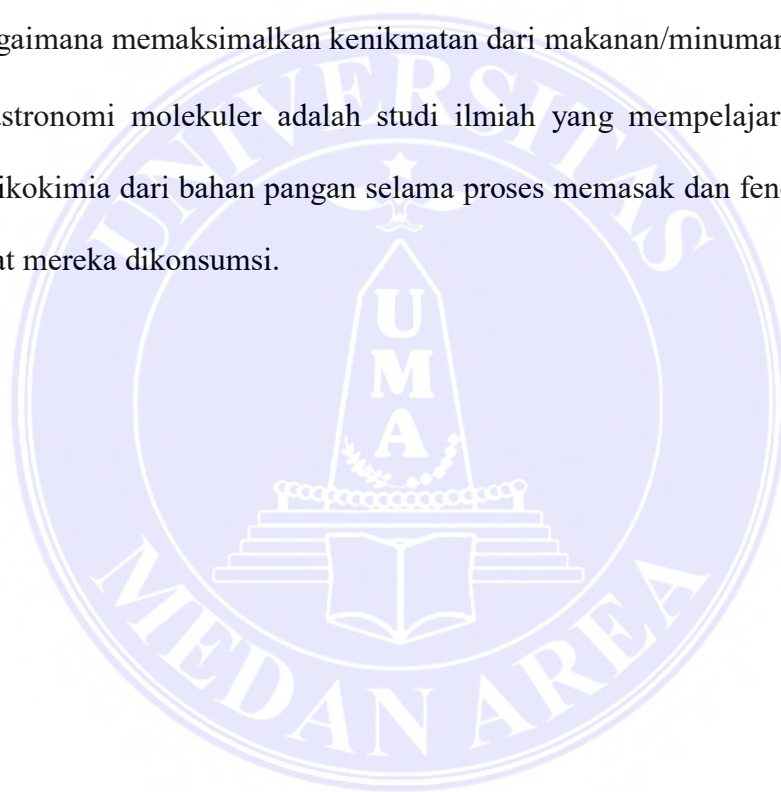 gaimana memaksimalkan kenikmatan dari makanan/minuman
stronomi molekuler adalah studi ilmiah yang mempelajar
ikokimia dari bahan pangan selama proses memasak dan fen
at mereka dikonsumsi.
UNIVERSITAS
U
M
A
MEDAN AREA